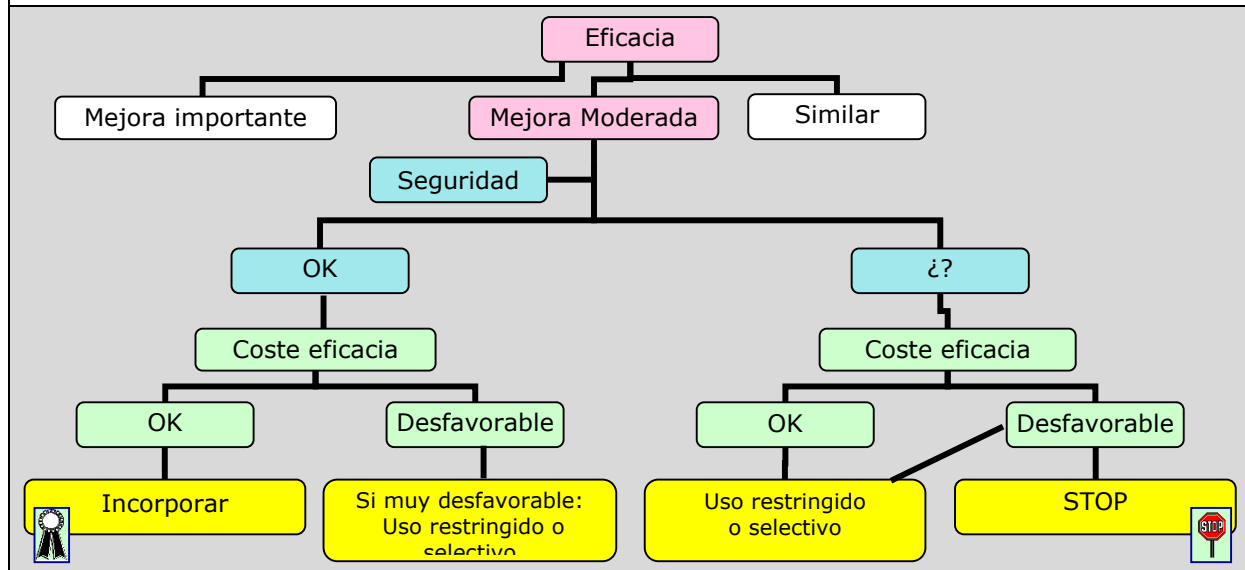 Eficacia
Mejora importante
Mejora Moderada
Similar
Seguridad
OK
¿?
Coste eficacia
Coste eficacia
OK
Desfavorable
OK
Desfavorable
Incorporar
Si muy desfavorable:
Uso restringido o
selectivo
Uso restringido
o selectivo
STOP
STOP